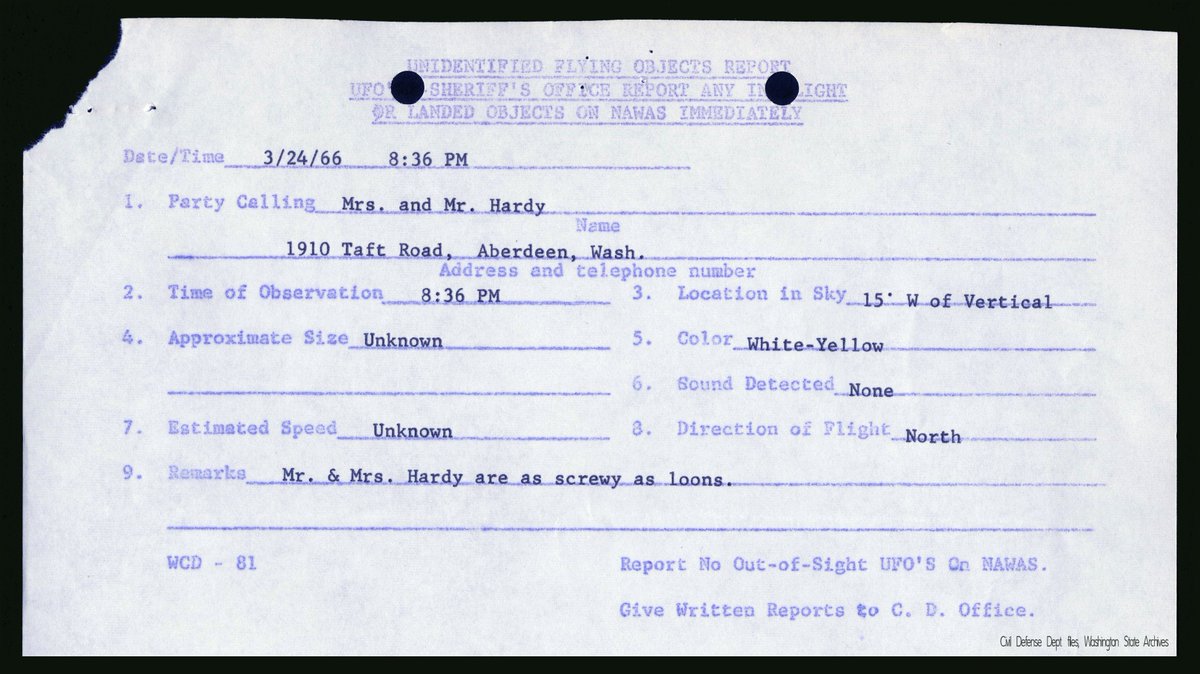 UNIDENTIFIED FLYING OBJECTS REPORT
UFO' SHERIFF'S OFFICE REPORT ANY IN LIGHT
OR LANDED OBJECTS ON NAWAS IMMEDIATELY
Date/Time 3/24/66 8:36 PM
1. Party Calling Mrs. and Mr. Hardy
Name
1910 Taft Road, Aberdeen, Wash.
Address and telephone number
2. Time of Observation 8:36 PM 3. Location in Sky 15° W of Vertical
4. Approximate Size Unknown 5. Color White-Yellow
6. Sound Detected None
7. Estimated Speed Unknown 8. Direction of Flight North
9. Remarks Mr. & Mrs. Hardy are as screwy as loons.
WCD - 81 Report No Out-of-Sight UFO'S On NAWAS.
Give Written Reports to C. D. Office.
Civil Defense Dept files, Washington State Archives